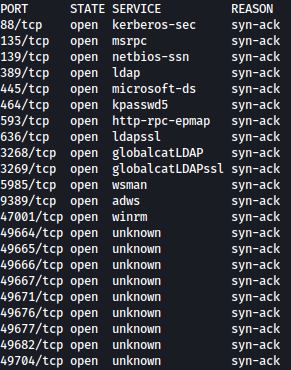 PORT      STATE SERVICE          REASON
88/tcp    open  kerberos-sec     syn-ack
135/tcp   open  msrpc            syn-ack
139/tcp   open  netbios-ssn      syn-ack
389/tcp   open  ldap             syn-ack
445/tcp   open  microsoft-ds     syn-ack
464/tcp   open  kpasswd5         syn-ack
593/tcp   open  http-rpc-epmap   syn-ack
636/tcp   open  ldapssl          syn-ack
3268/tcp  open  globalcatLDAP    syn-ack
3269/tcp  open  globalcatLDAPssl syn-ack
5985/tcp  open  wsman            syn-ack
9389/tcp  open  adws             syn-ack
47001/tcp open  winrm            syn-ack
49664/tcp open  unknown          syn-ack
49665/tcp open  unknown          syn-ack
49666/tcp open  unknown          syn-ack
49667/tcp open  unknown          syn-ack
49671/tcp open  unknown          syn-ack
49676/tcp open  unknown          syn-ack
49677/tcp open  unknown          syn-ack
49682/tcp open  unknown          syn-ack
49704/tcp open  unknown          syn-ack